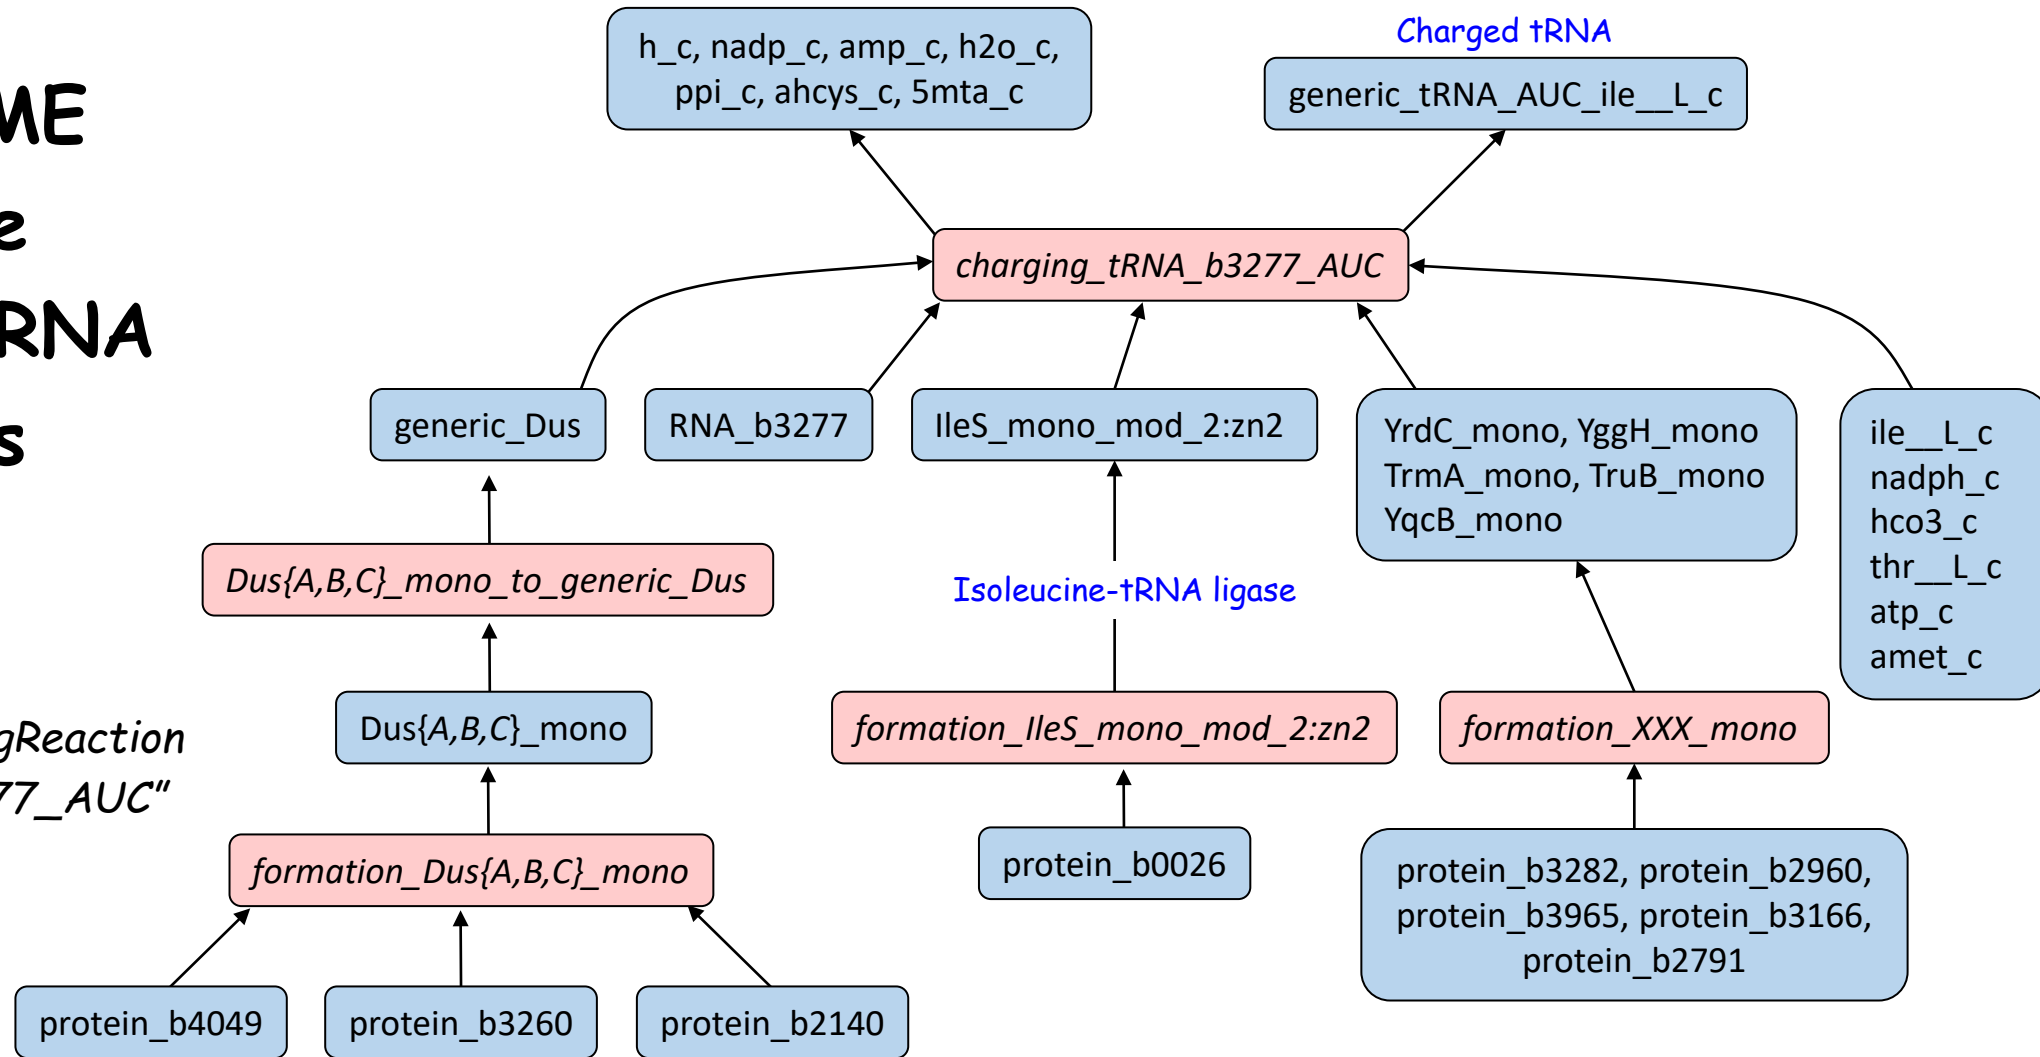 ME
e
RNA
s
gReaction
77_AUC"
h_c, nadp_c, amp_c, h2o_c,
ppi_c, ahcys_c, 5mta_c
Charged tRNA
generic_tRNA_AUC_ile__L_c
charging_tRNA_b3277_AUC
generic_Dus
RNA_b3277
IleS_mono_mod_2:zn2
YrdC_mono, YggH_mono
TrmA_mono, TruB_mono
YqcB_mono
ile__L_c
nadph_c
hco3_c
thr__L_c
atp_c
amet_c
Dus{A,B,C}_mono_to_generic_Dus
Isoleucine-tRNA ligase
Dus{A,B,C}_mono
formation_IleS_mono_mod_2:zn2
formation_XXX_mono
formation_Dus{A,B,C}_mono
protein_b0026
protein_b3282, protein_b2960,
protein_b3965, protein_b3166,
protein_b2791
protein_b4049
protein_b3260
protein_b2140